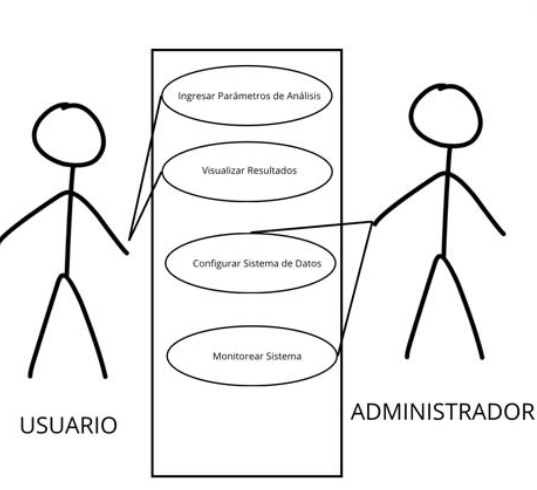 Ingresar Parámetros de Análisis
Visualizar Resultados
Configurar Sistema de Datos
Monitorear Sistema
USUARIO
ADMINISTRADOR